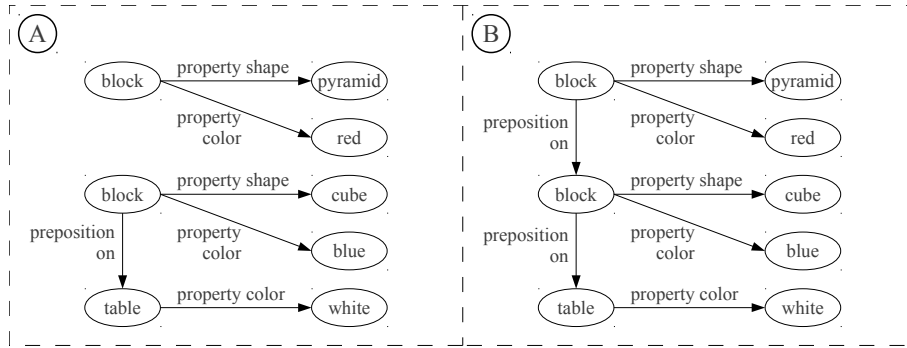 A
block
property shape
pyramid
property
color
red
block
property shape
cube
preposition
on
property
color
blue
table
property color
white
B
block
property shape
pyramid
preposition
on
property
color
red
block
property shape
cube
preposition
on
property
color
blue
table
property color
white